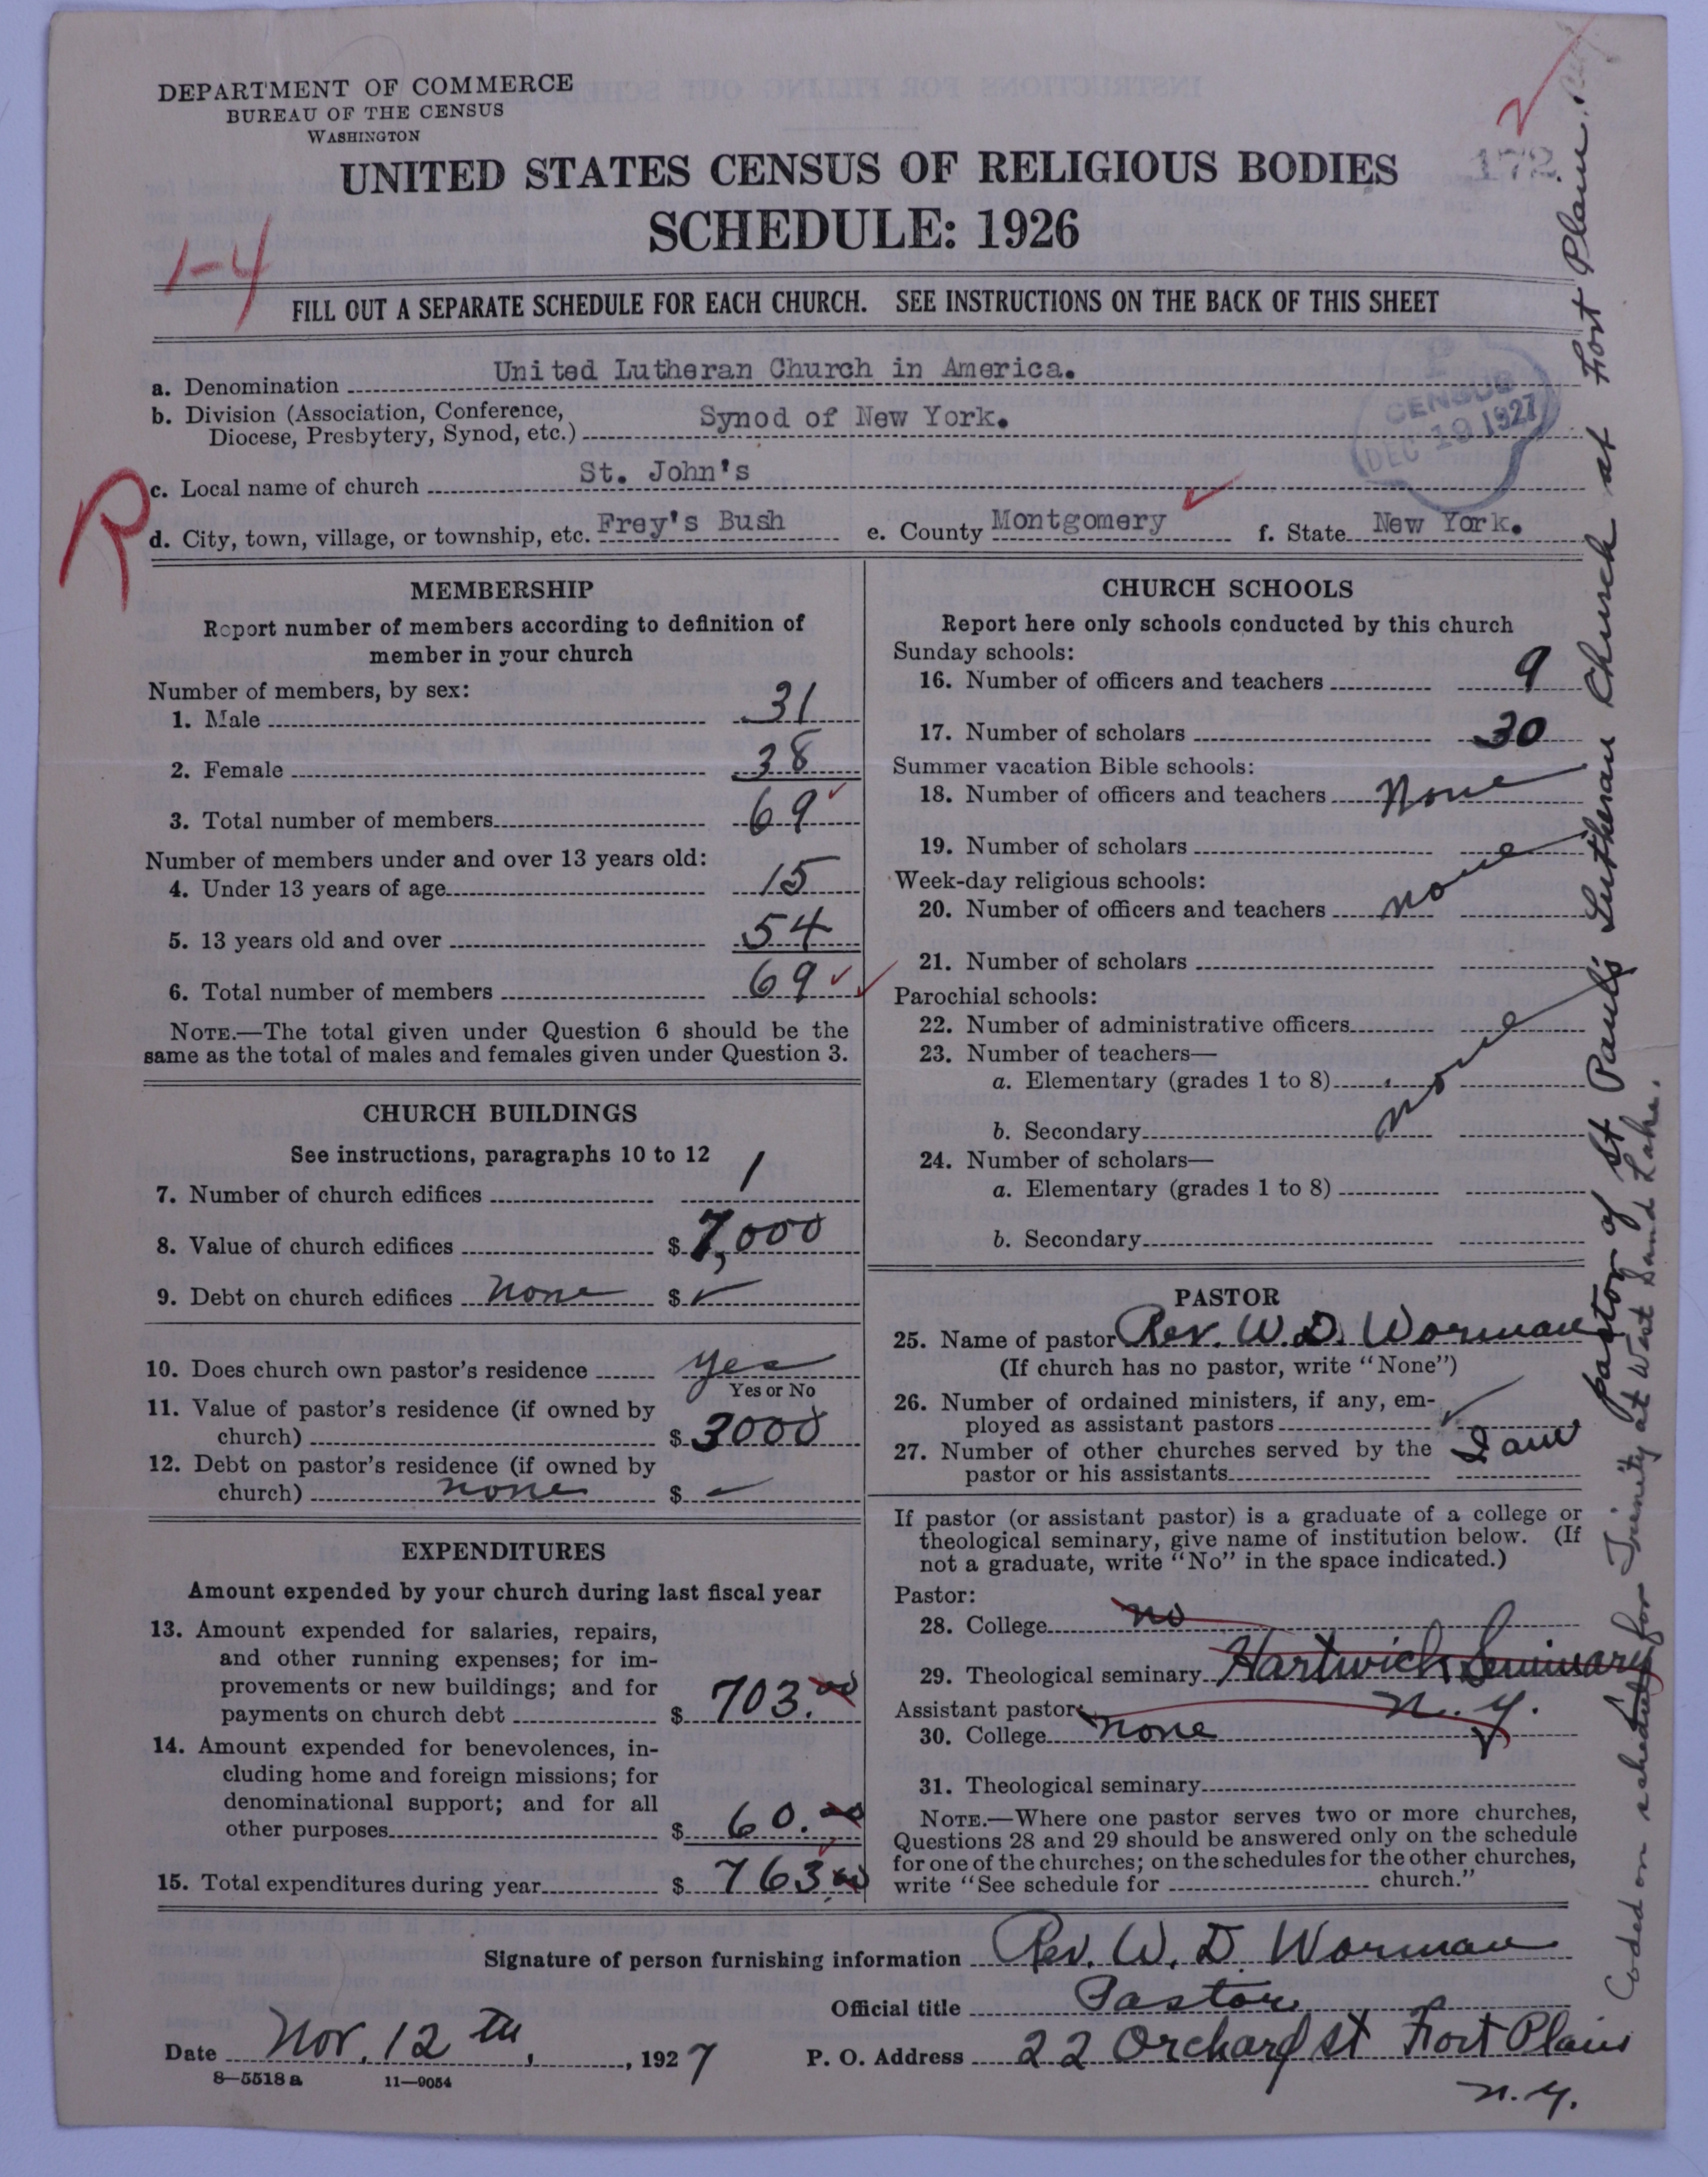 DEPARTMENT OF COMMERCE
BUREAU OF THE CENSUS
WASHINGTON
UNITED STATES CENSUS OF RELIGIOUS BODIES
SCHEDULE: 1926
172
1-4
FILL OUT A SEPARATE SCHEDULE FOR EACH CHURCH. SEE INSTRUCTIONS ON THE BACK OF THIS SHEET
a. Denomination United Lutheran Church in America.
b. Division (Association, Conference,
Diocese, Presbytery, Synod, etc.) Synod of New York.
CENSUS
DEC 19 1927
R
c. Local name of church St. John's
d. City, town, village, or township, etc. Frey's Bush e. County Montgomery f. State New York.
MEMBERSHIP
Report number of members according to definition of
member in your church
Number of members, by sex:
1. Male 31
2. Female 38
3. Total number of members 69
Number of members under and over 13 years old:
4. Under 13 years of age 15
5. 13 years old and over 54
6. Total number of members 69
NOTE.—The total given under Question 6 should be the
same as the total of males and females given under Question 3.
CHURCH BUILDINGS
See instructions, paragraphs 10 to 12
7. Number of church edifices 1
8. Value of church edifices $ 7,000
9. Debt on church edifices none $
10. Does church own pastor's residence yes
Yes or No
11. Value of pastor's residence (if owned by
church) $ 3000
12. Debt on pastor's residence (if owned by
church) none $
EXPENDITURES
Amount expended by your church during last fiscal year
13. Amount expended for salaries, repairs,
and other running expenses; for im-
provements or new buildings; and for
payments on church debt $ 703.00
14. Amount expended for benevolences, in-
cluding home and foreign missions; for
denominational support; and for all
other purposes $ 60.00
15. Total expenditures during year $ 763.00
CHURCH SCHOOLS
Report here only schools conducted by this church
Sunday schools:
16. Number of officers and teachers 9
17. Number of scholars 30
Summer vacation Bible schools:
18. Number of officers and teachers None
19. Number of scholars
Week-day religious schools:
20. Number of officers and teachers none
21. Number of scholars
Parochial schools:
22. Number of administrative officers
23. Number of teachers—
a. Elementary (grades 1 to 8) none
b. Secondary
24. Number of scholars—
a. Elementary (grades 1 to 8)
b. Secondary
PASTOR
25. Name of pastor Rev. W. D. Worman
(If church has no pastor, write "None")
26. Number of ordained ministers, if any, em-
ployed as assistant pastors
27. Number of other churches served by the
pastor or his assistants I am
pastor of St Paul's Lutheran Church at Fort Plain.
If pastor (or assistant pastor) is a graduate of a college or
theological seminary, give name of institution below. (If
not a graduate, write "No" in the space indicated.)
Pastor:
28. College no
29. Theological seminary Hartwich Seminary
N. Y.
Assistant pastor:
30. College none
31. Theological seminary
NOTE.—Where one pastor serves two or more churches,
Questions 28 and 29 should be answered only on the schedule
for one of the churches; on the schedules for the other churches,
write "See schedule for church."
Coded on schedule for Trinity at West Sand Lake.
Signature of person furnishing information Rev. W. D. Worman
Official title Pastor
Date Nov. 12th, 1927 P. O. Address 22 Orchard St Fort Plain
N. Y.
8—5518a 11—9054